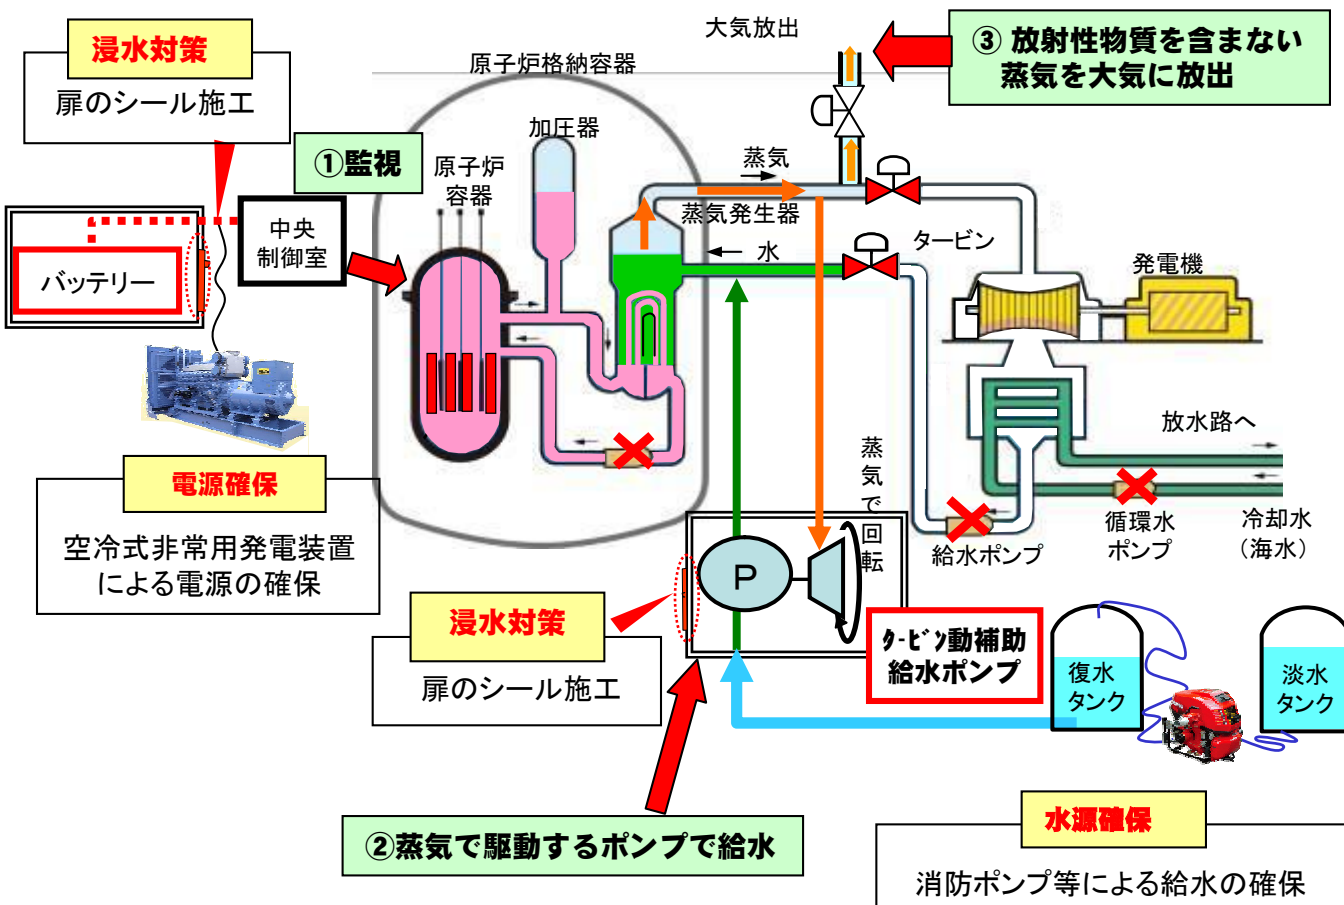 浸水対策
扉のシール施工
①監視
大気放出
③ 放射性物質を含まない
蒸気を大気に放出
原子炉格納容器
加圧器
原子炉
容器
蒸気
蒸気発生器
水
中央
制御室
バッテリー
タービン
発電機
放水路へ
電源確保
空冷式非常用発電装置
による電源の確保
蒸気で回転
給水ポンプ
循環水
ポンプ
冷却水
（海水）
P
浸水対策
扉のシール施工
ﾀｰﾋﾞﾝ動補助
給水ポンプ
復水
タンク
淡水
タンク
②蒸気で駆動するポンプで給水
水源確保
消防ポンプ等による給水の確保